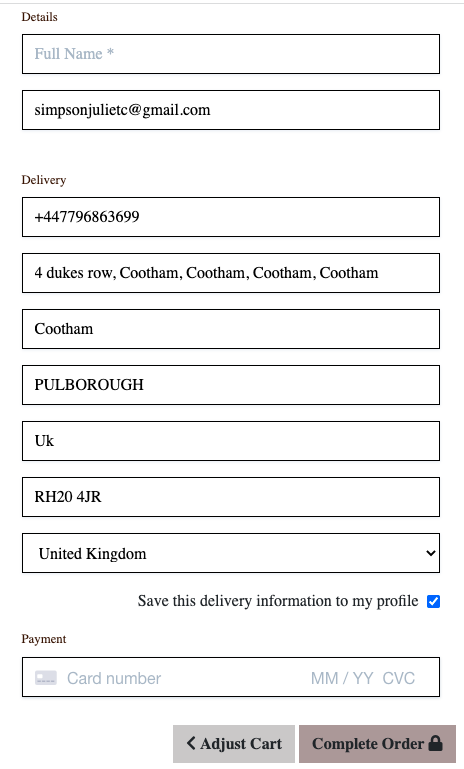 Details
Full Name *
simpsonjulietc@gmail.com
Delivery
+447796863699
4 dukes row, Cootham, Cootham, Cootham, Cootham
Cootham
PULBOROUGH
Uk
RH20 4JR
United Kingdom
Save this delivery information to my profile
Payment
Card number MM / YY CVC
Adjust Cart Complete Order